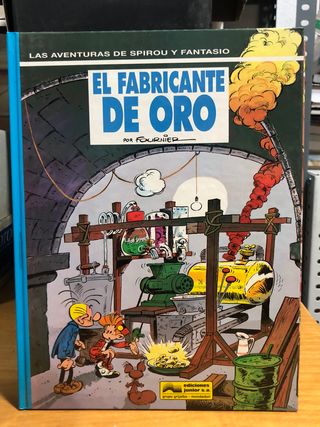 LAS AVENTURAS DE SPIROU Y FANTASIO
EL FABRICANTE
DE ORO
POR FOURNIER
ediciones
junior s.a.
grupo grijalbo - mondadori